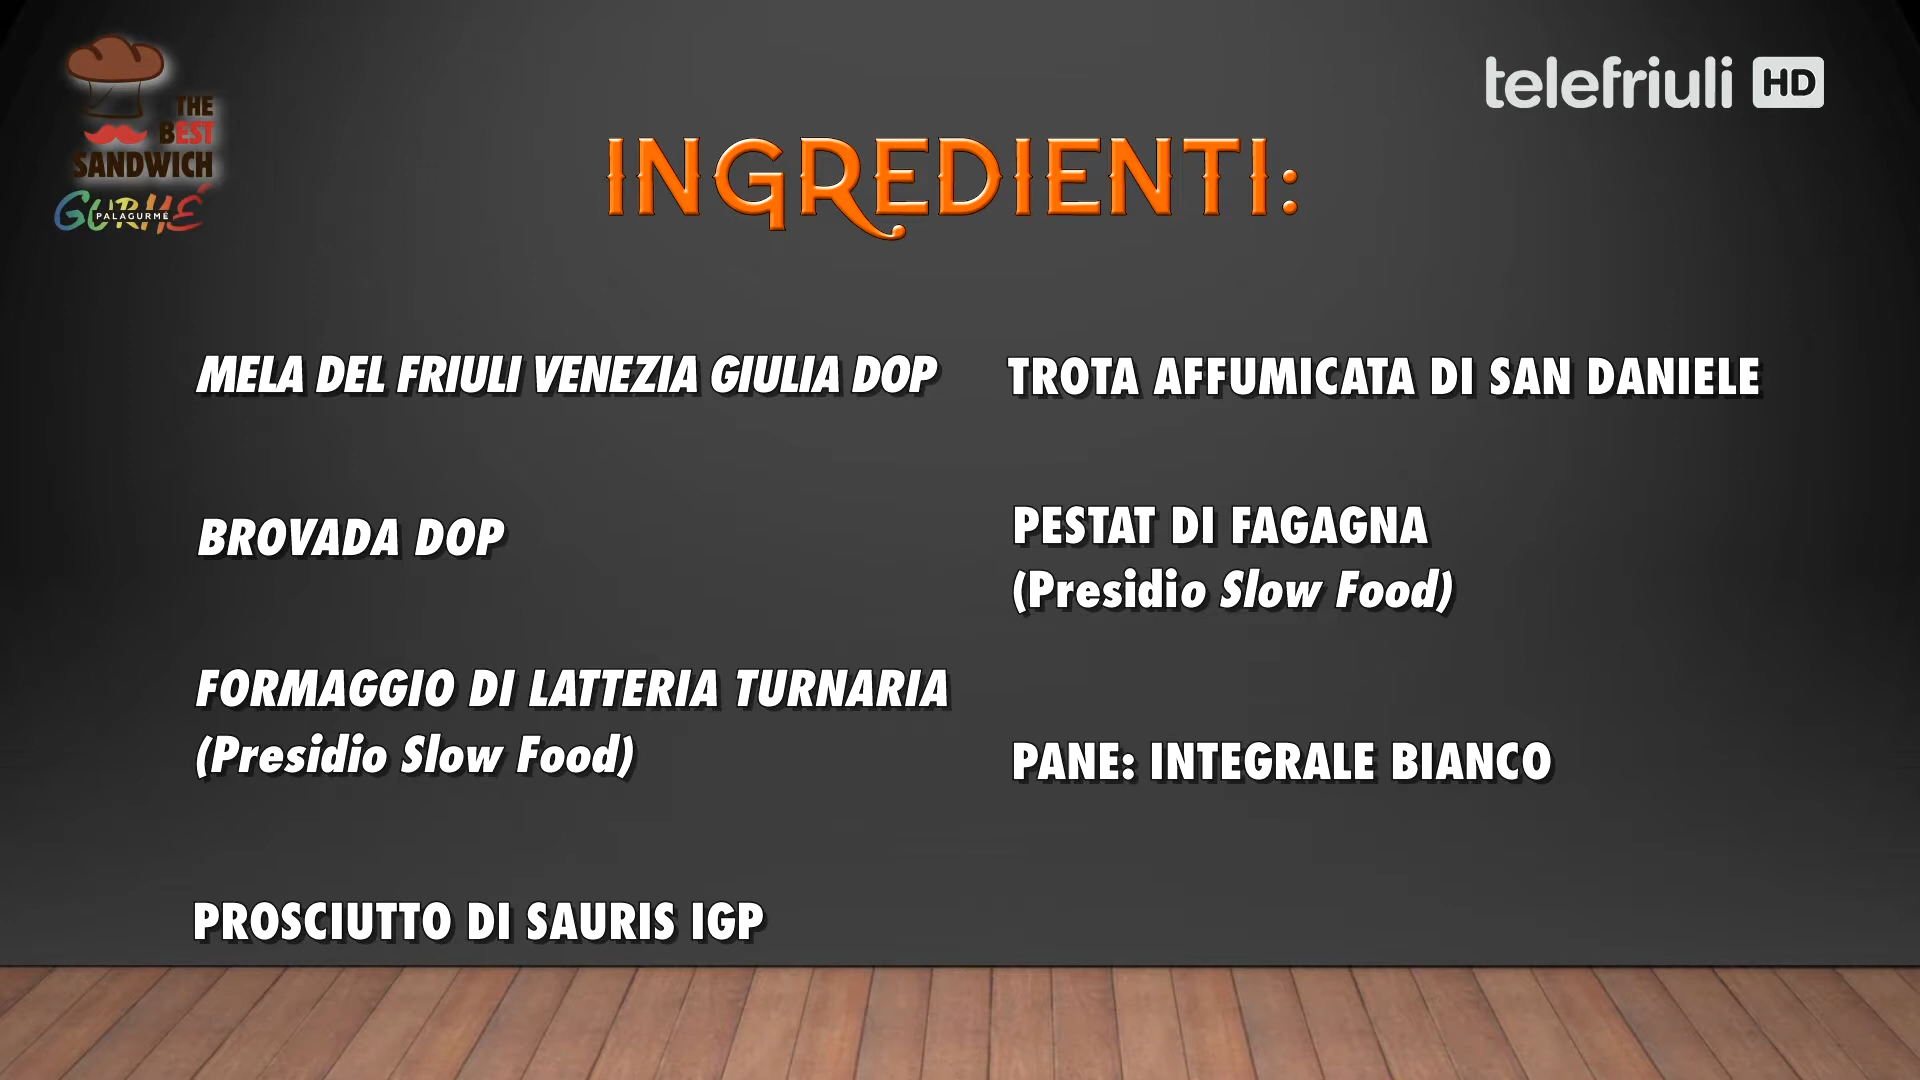 THE
BEST
SANDWICH
GURMÉ
PALAGURMÉ
telefriuli HD
INGREDIENTI:
MELA DEL FRIULI VENEZIA GIULIA DOP
BROVADA DOP
FORMAGGIO DI LATTERIA TURNARIA
(Presidio Slow Food)
PROSCIUTTO DI SAURIS IGP
TROTA AFFUMICATA DI SAN DANIELE
PESTAT DI FAGAGNA
(Presidio Slow Food)
PANE: INTEGRALE BIANCO